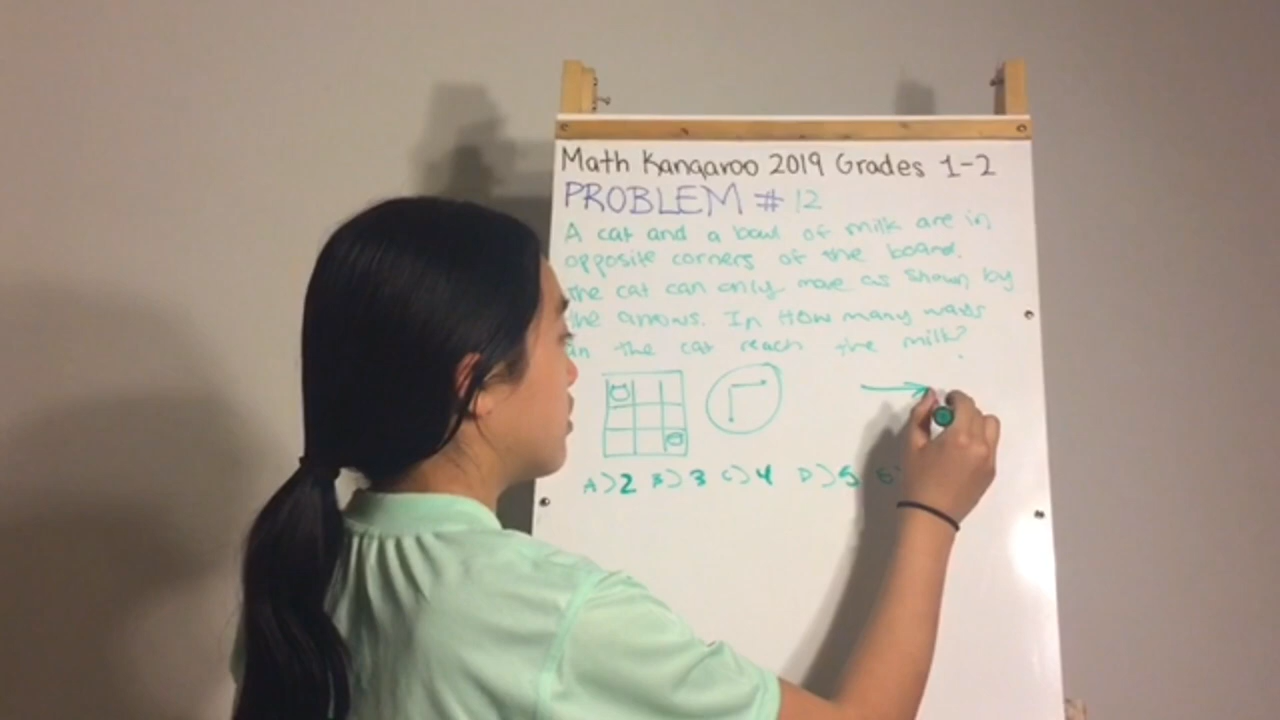 Math Kangaroo 2019 Grades 1-2
PROBLEM # 12
A cat and a bowl of milk are in
opposite corners of the board.
The cat can only move as shown by
the arrows. In How many ways
an the cat reach the milk?
A) 2 B) 3 C) 4 D) 5